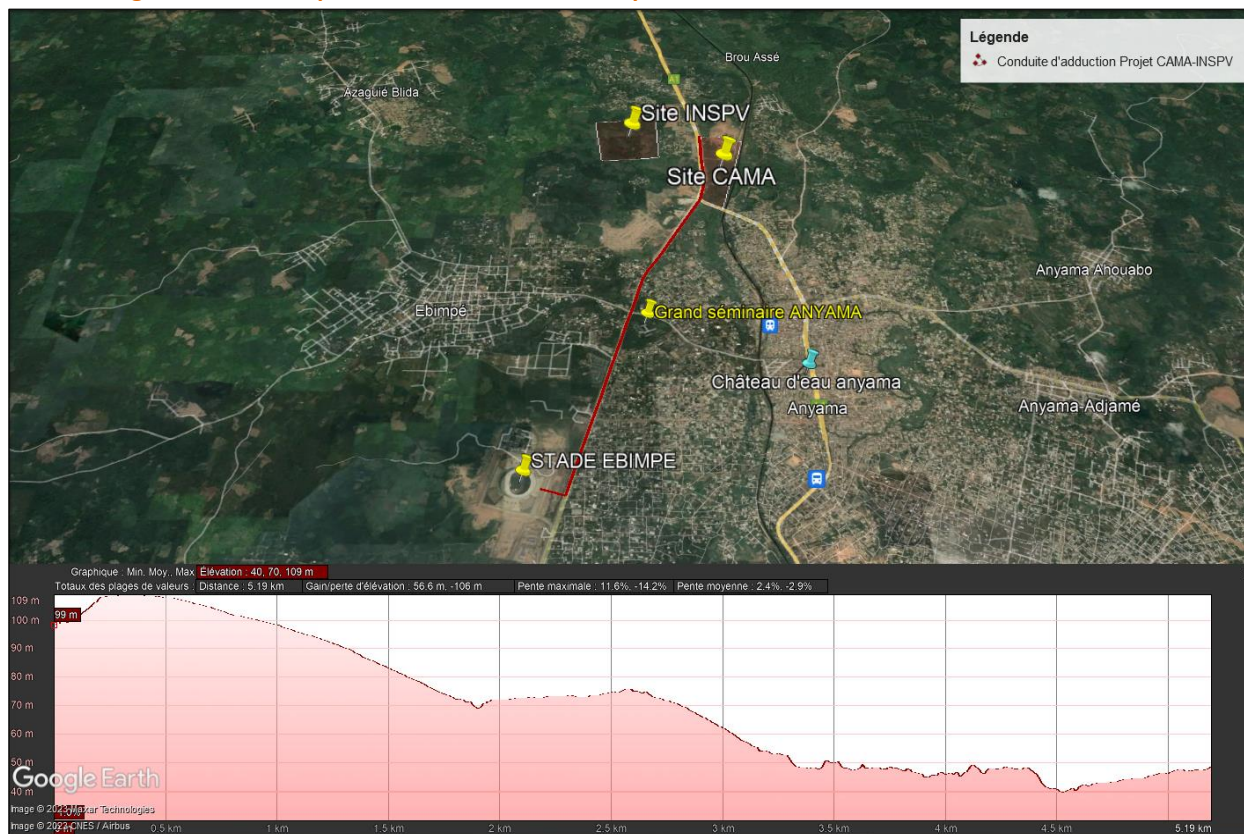 Légende
Conduite d'adduction Projet CAMA-INSPV
Brou Assé
Azaguié Blida
Site INSPV
Site CAMA
Anyama Ahouabo
Ebimpé
Grand séminaire ANYAMA
Château d'eau anyama
Anyama
Anyama-Adjamé
STADE EBIMPE
Graphique : Min, Moy., Max Élévation : 40, 70, 109 m
Totaux des plages de valeurs : Distance : 5.19 km Gain/perte d'élévation : 56.6 m, -106 m Pente maximale : 11.6%, -14.2% Pente moyenne : 2.4%, -2.9%
109 m
99 m
100 m
90 m
80 m
70 m
60 m
50 m
40 m
Google Earth
Image © 2023 Maxar Technologies
Image © 2023 CNES / Airbus
0.5 km 1 km 1.5 km 2 km 2.5 km 3 km 3.5 km 4 km 4.5 km 5.19 km